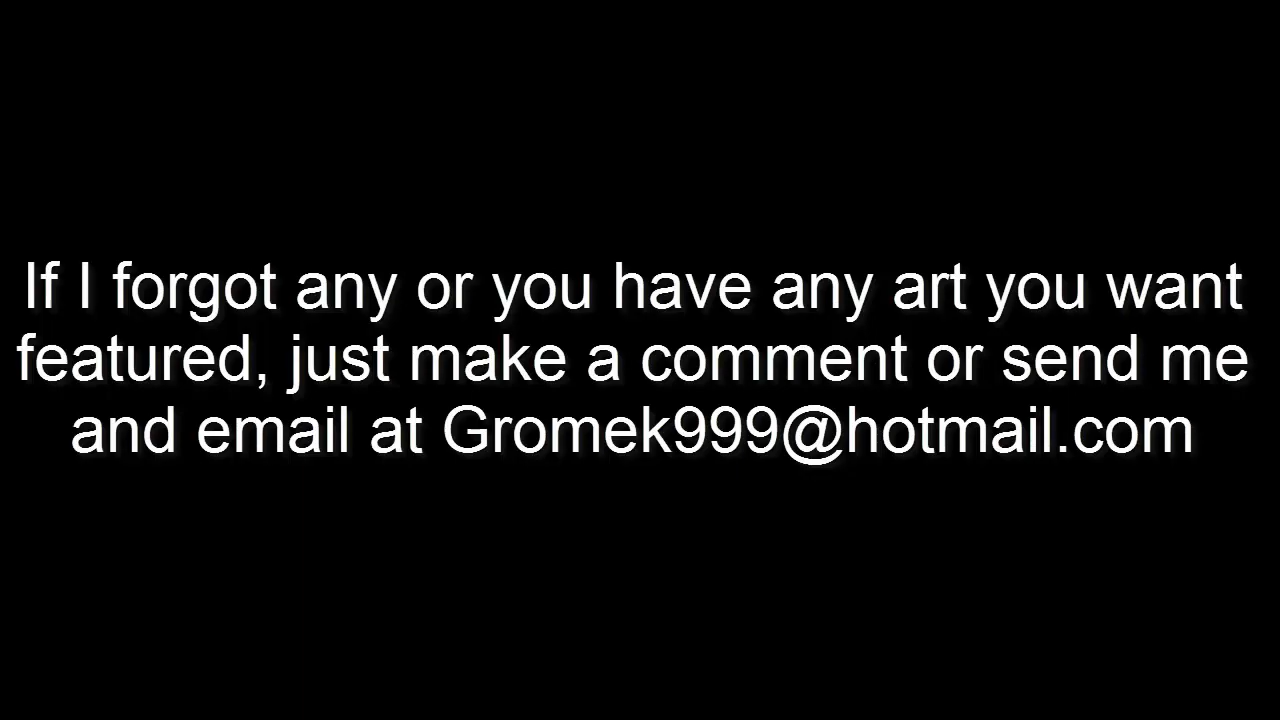 If I forgot any or you have any art you want
featured, just make a comment or send me
and email at Gromek999@hotmail.com